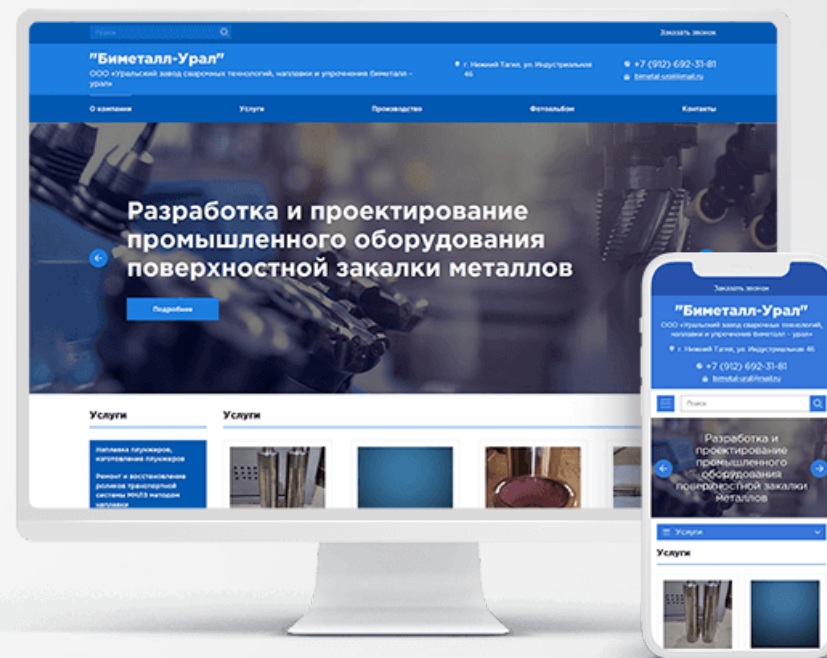 Поиск
Заказать звонок
"Биметалл-Урал"
ООО «Уральский завод сварочных технологий, наплавки и упрочнения биметалл -
урал»
г. Нижний Тагил, ул. Индустриальная
46
+7 (912) 692-31-81
bimetal-ural@mail.ru
О компании
Услуги
Производство
Фотоальбом
Контакты
Разработка и проектирование
промышленного оборудования
поверхностной закалки металлов
Подробнее
Услуги
Услуги
Наплавка плунжеров,
изготовление плунжеров
Ремонт и восстановление
роликов транспортной
системы МНЛЗ методом
наплавки
Заказать звонок
"Биметалл-Урал"
ООО «Уральский завод сварочных технологий,
наплавки и упрочнения биметалл - урал»
г. Нижний Тагил, ул. Индустриальная 46
+7 (912) 692-31-81
bimetal-ural@mail.ru
Поиск
Разработка и
проектирование
промышленного
оборудования
поверхностной закалки
металлов
Услуги
Услуги